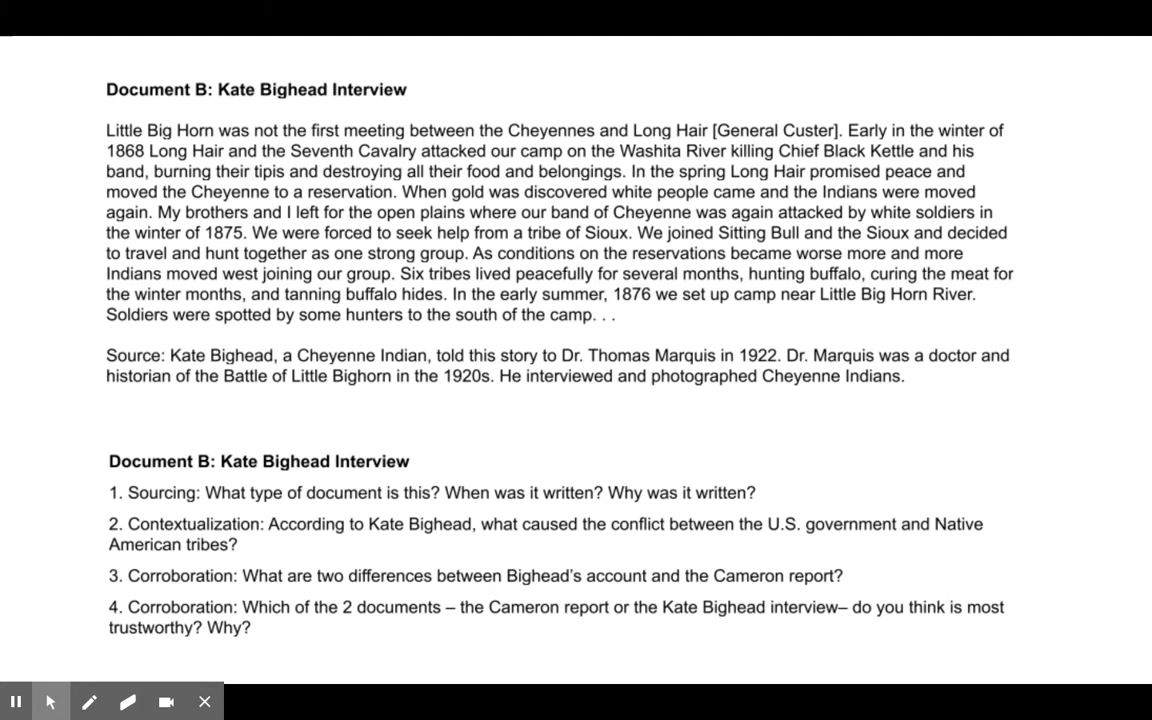 Document B: Kate Bighead Interview
Little Big Horn was not the first meeting between the Cheyennes and Long Hair [General Custer]. Early in the winter of
1868 Long Hair and the Seventh Cavalry attacked our camp on the Washita River killing Chief Black Kettle and his
band, burning their tipis and destroying all their food and belongings. In the spring Long Hair promised peace and
moved the Cheyenne to a reservation. When gold was discovered white people came and the Indians were moved
again. My brothers and I left for the open plains where our band of Cheyenne was again attacked by white soldiers in
the winter of 1875. We were forced to seek help from a tribe of Sioux. We joined Sitting Bull and the Sioux and decided
to travel and hunt together as one strong group. As conditions on the reservations became worse more and more
Indians moved west joining our group. Six tribes lived peacefully for several months, hunting buffalo, curing the meat for
the winter months, and tanning buffalo hides. In the early summer, 1876 we set up camp near Little Big Horn River.
Soldiers were spotted by some hunters to the south of the camp. . .
Source: Kate Bighead, a Cheyenne Indian, told this story to Dr. Thomas Marquis in 1922. Dr. Marquis was a doctor and
historian of the Battle of Little Bighorn in the 1920s. He interviewed and photographed Cheyenne Indians.
Document B: Kate Bighead Interview
1. Sourcing: What type of document is this? When was it written? Why was it written?
2. Contextualization: According to Kate Bighead, what caused the conflict between the U.S. government and Native
American tribes?
3. Corroboration: What are two differences between Bighead's account and the Cameron report?
4. Corroboration: Which of the 2 documents – the Cameron report or the Kate Bighead interview– do you think is most
trustworthy? Why?